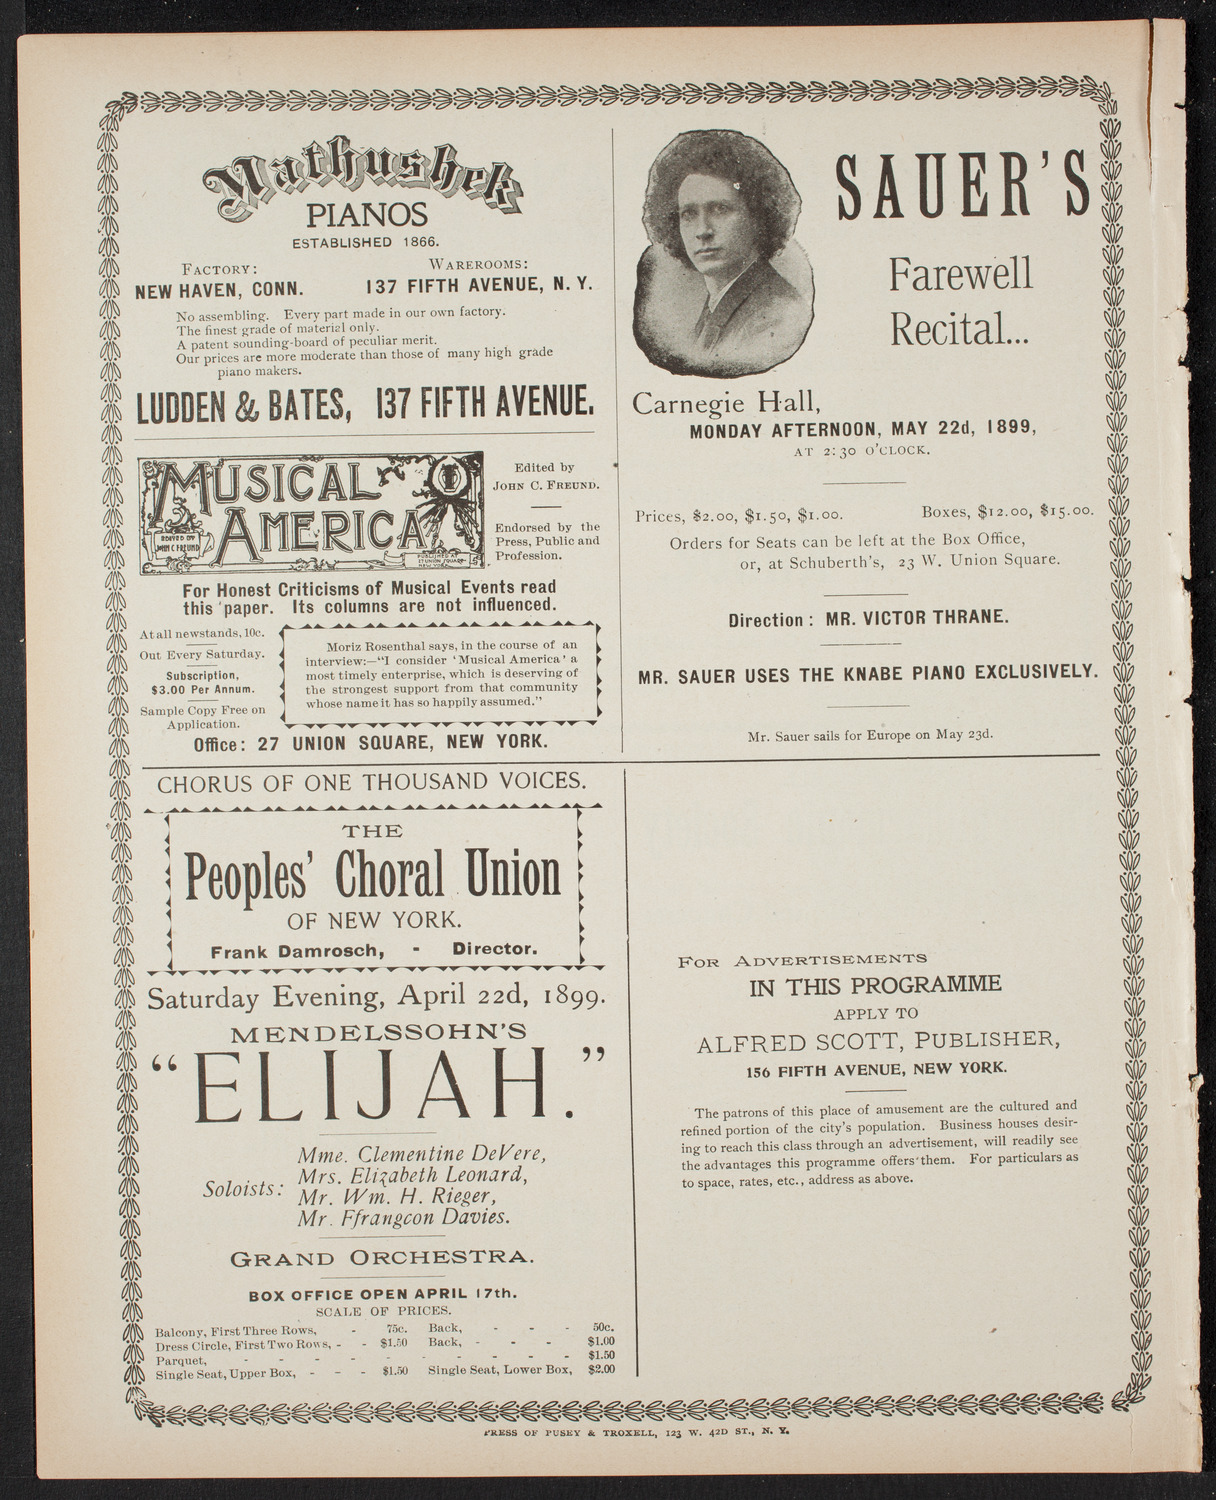 Mathushek
PIANOS
ESTABLISHED 1866.
FACTORY:
NEW HAVEN, CONN.
WAREROOMS:
137 FIFTH AVENUE, N. Y.
No assembling. Every part made in our own factory.
The finest grade of material only.
A patent sounding-board of peculiar merit.
Our prices are more moderate than those of many high grade
piano makers.
LUDDEN & BATES, 137 FIFTH AVENUE.
MUSICAL
AMERICA
EDITED BY
JOHN C FREUND
PUBLISHED AT
27 UNION SQUARE
NEW YORK
Edited by
JOHN C. FREUND.
Endorsed by the
Press, Public and
Profession.
For Honest Criticisms of Musical Events read
this paper. Its columns are not influenced.
At all newstands, 10c.
Out Every Saturday.
Subscription,
$3.00 Per Annum.
Sample Copy Free on
Application.
Moriz Rosenthal says, in the course of an
interview:—"I consider 'Musical America' a
most timely enterprise, which is deserving of
the strongest support from that community
whose name it has so happily assumed."
Office: 27 UNION SQUARE, NEW YORK.
SAUER'S
Farewell
Recital...
Carnegie Hall,
MONDAY AFTERNOON, MAY 22d, 1899,
AT 2:30 O'CLOCK.
Prices, $2.00, $1.50, $1.00. Boxes, $12.00, $15.00.
Orders for Seats can be left at the Box Office,
or, at Schuberth's, 23 W. Union Square.
Direction: MR. VICTOR THRANE.
MR. SAUER USES THE KNABE PIANO EXCLUSIVELY.
Mr. Sauer sails for Europe on May 23d.
CHORUS OF ONE THOUSAND VOICES.
THE
Peoples' Choral Union
OF NEW YORK.
Frank Damrosch, - Director.
Saturday Evening, April 22d, 1899.
MENDELSSOHN'S
"ELIJAH."
Soloists:
Mme. Clementine DeVere,
Mrs. Elizabeth Leonard,
Mr. Wm. H. Rieger,
Mr. Ffrangcon Davies.
GRAND ORCHESTRA.
BOX OFFICE OPEN APRIL 17th.
SCALE OF PRICES.
Balcony, First Three Rows, - 75c. Back, - - - 50c.
Dress Circle, First Two Rows, - - $1.50 Back, - - - - $1.00
Parquet, - - - - - - - - - - $1.50
Single Seat, Upper Box, - - - $1.50 Single Seat, Lower Box, $2.00
FOR ADVERTISEMENTS
IN THIS PROGRAMME
APPLY TO
ALFRED SCOTT, PUBLISHER,
156 FIFTH AVENUE, NEW YORK.
The patrons of this place of amusement are the cultured and
refined portion of the city's population. Business houses desir-
ing to reach this class through an advertisement, will readily see
the advantages this programme offers them. For particulars as
to space, rates, etc., address as above.
PRESS OF PUSEY & TROXELL, 123 W. 42D ST., N. Y.